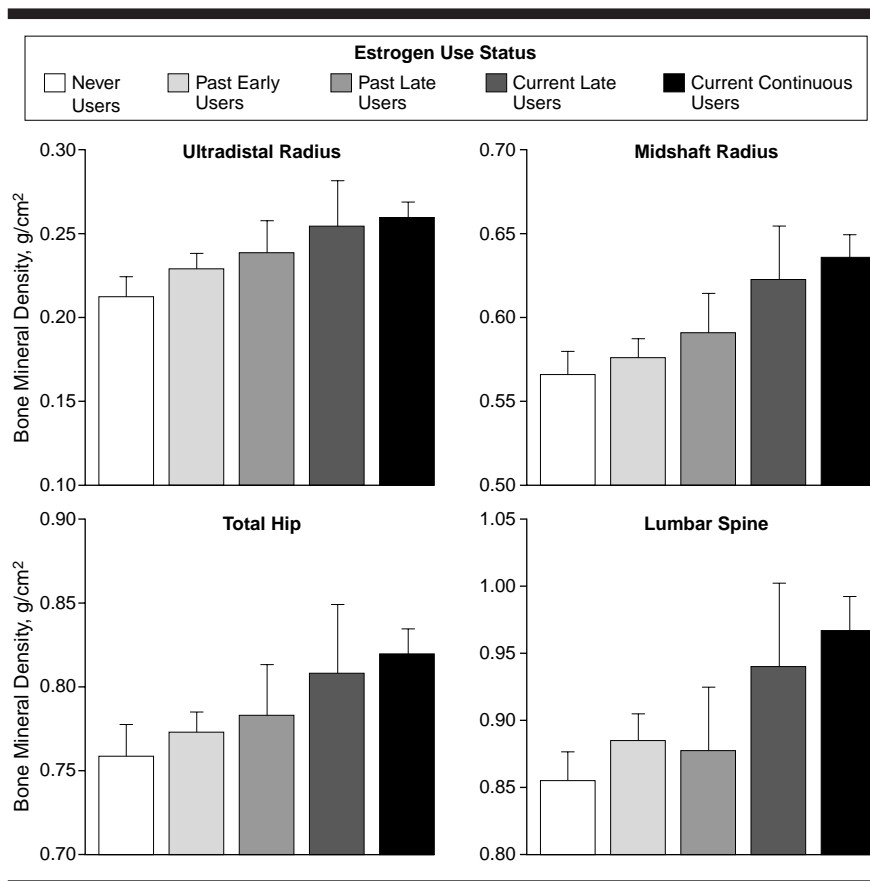 Estrogen Use Status
Never
Users
Past Early
Users
Past Late
Users
Current Late
Users
Current Continuous
Users
Ultradistal Radius
Bone Mineral Density, g/cm²
0.30
0.25
0.20
0.15
0.10
Midshaft Radius
0.70
0.65
0.60
0.55
0.50
Total Hip
Bone Mineral Density, g/cm²
0.90
0.85
0.80
0.75
0.70
Lumbar Spine
1.05
1.00
0.95
0.90
0.85
0.80